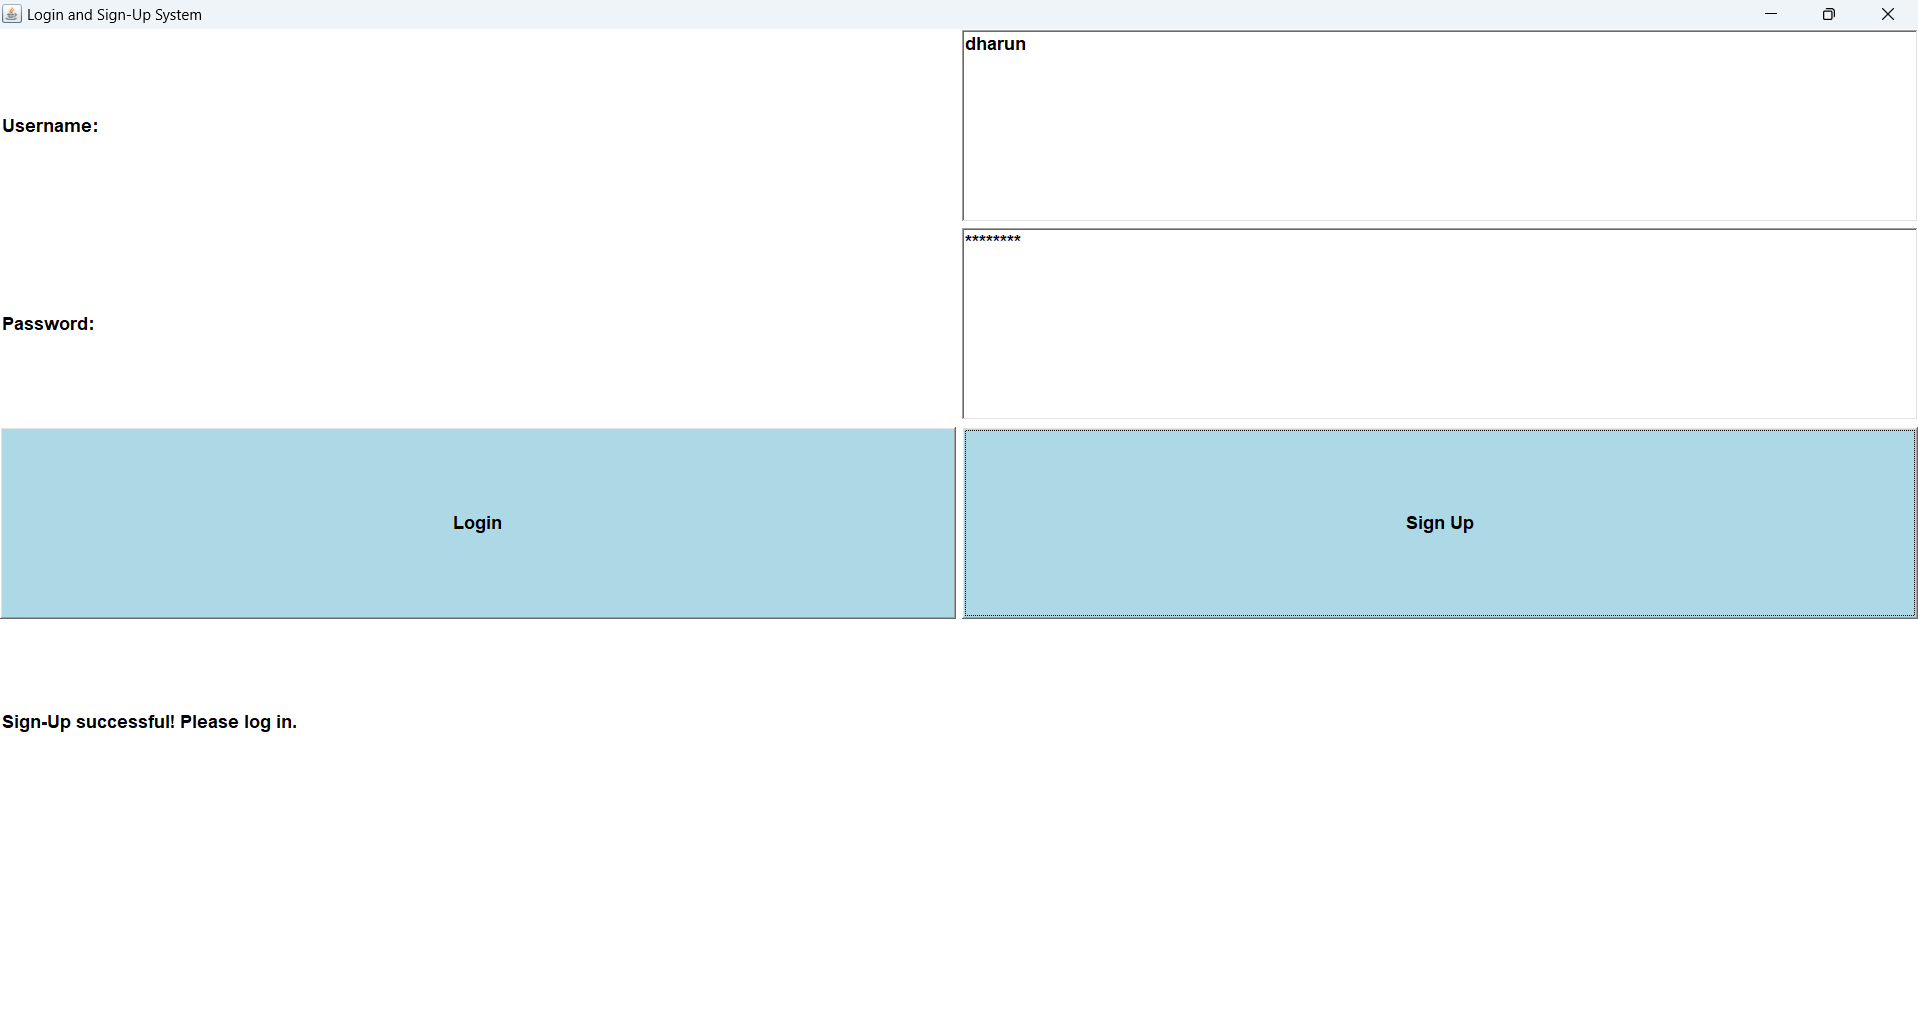 Login and Sign-Up System
Username:
dharun
Password:
********
Login
Sign Up
Sign-Up successful! Please log in.